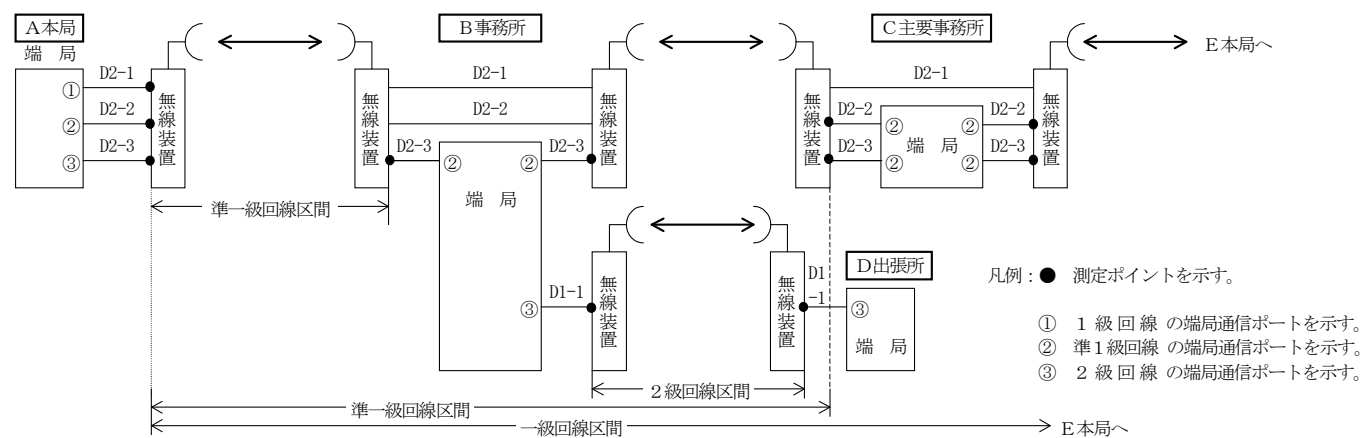 A本局
端 局
B事務所
C主要事務所
E本局へ
D2-1
D2-1
D2-1
①
D2-2
D2-2
D2-2
D2-2
②
②
②
D2-3
D2-3
D2-3
D2-3
D2-3
③
②
②
②
②
無線装置
無線装置
無線装置
無線装置
無線装置
端 局
端 局
準一級回線区間
D出張所
D1-1
D1
-1
③
③
無線装置
無線装置
端 局
凡例:● 測定ポイントを示す。
① 1級回線 の端局通信ポートを示す。
② 準1級回線 の端局通信ポートを示す。
③ 2級回線 の端局通信ポートを示す。
2級回線区間
準一級回線区間
一級回線区間
E本局へ